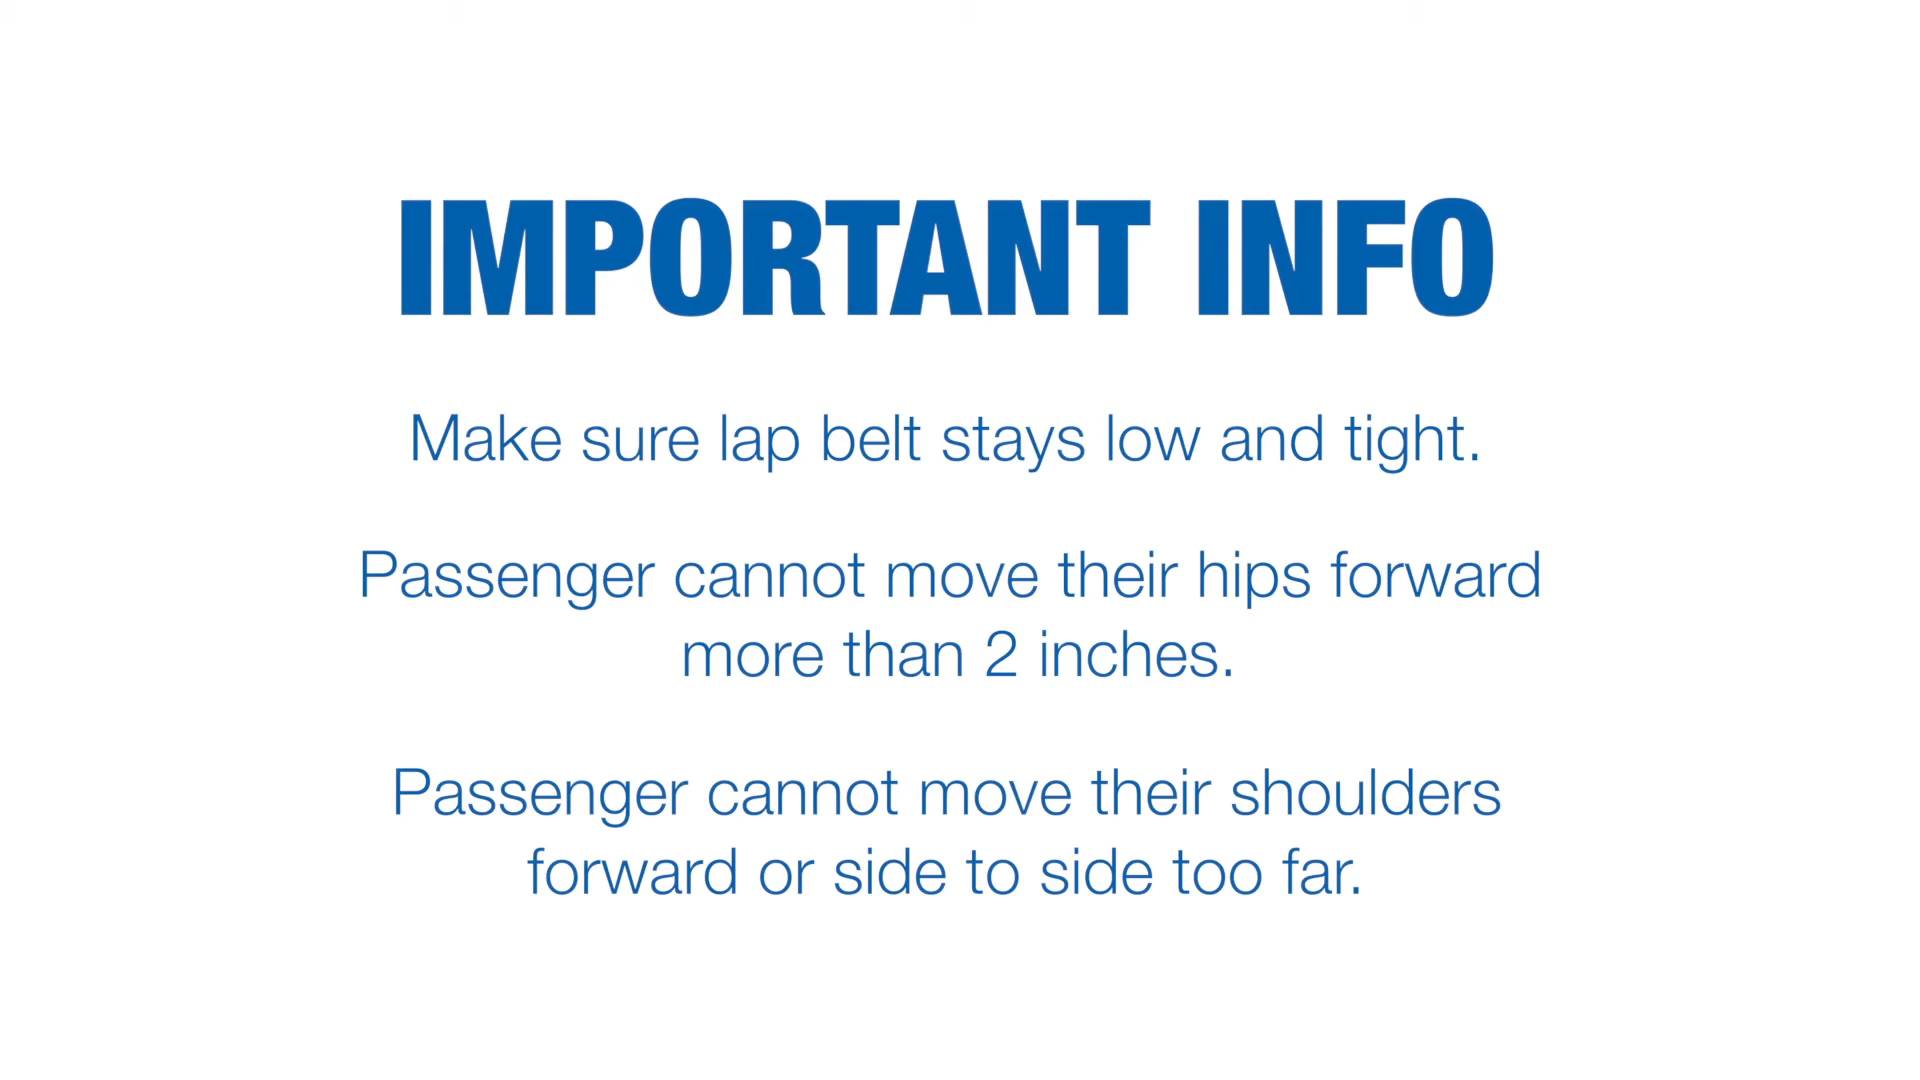 IMPORTANT INFO
Make sure lap belt stays low and tight.
Passenger cannot move their hips forward
more than 2 inches.
Passenger cannot move their shoulders
forward or side to side too far.